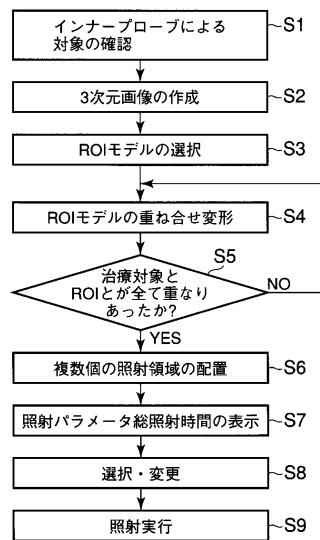 インナープローブによる
対象の確認
S1
3次元画像の作成
S2
ROIモデルの選択
S3
ROIモデルの重ね合せ変形
S4
S5
治療対象と
ROIとが全て重なり
あったか?
NO
YES
複数個の照射領域の配置
S6
照射パラメータ総照射時間の表示
S7
選択・変更
S8
照射実行
S9